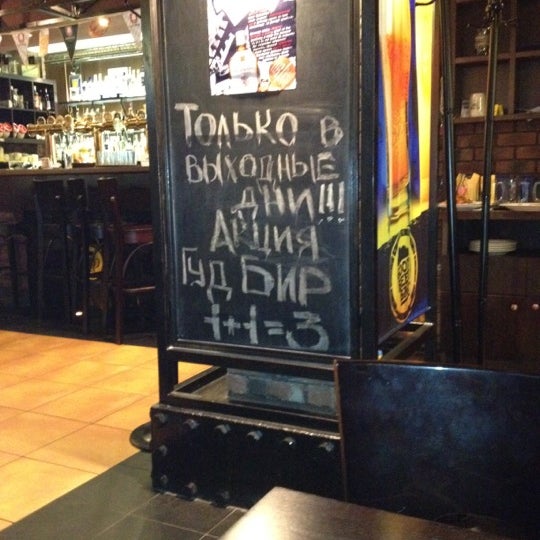 Только в
выходные
дни!!!
Акция
Гуд Бир
1+1=3